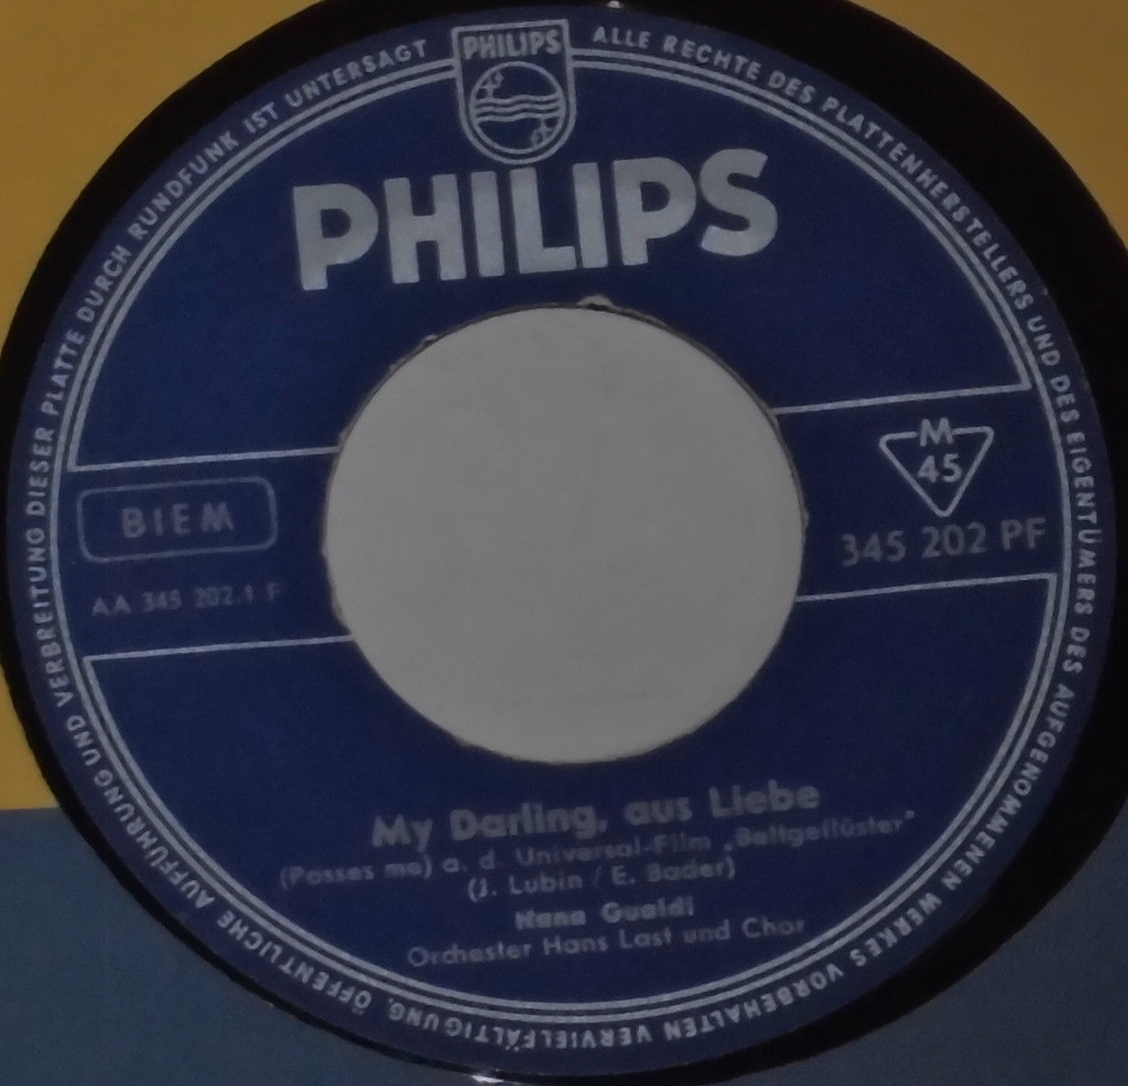 PHILIPS
PHILIPS
ALLE RECHTE DES PLATTENHERSTELLERS UND DES EIGENTÜMERS DES AUFGENOMMENEN WERKES VORBEHALTEN VERVIELFÄLTIGUNG, ÖFFENTLICHE AUFFÜHRUNG UND VERBREITUNG DIESER PLATTE DURCH RUNDFUNK IST UNTERSAGT
M
45
BIEM
345 202 PF
AA 345 202.1 F
My Darling, aus Liebe
(Passes me) a. d. Universal-Film „Bettgeflüster"
(J. Lubin / E. Bader)
Nana Gualdi
Orchester Hans Last und Chor